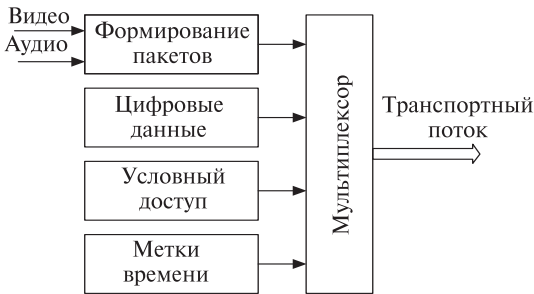 Видео
Аудио
Формирование
пакетов
Цифровые
данные
Условный
доступ
Метки
времени
Мультиплексор
Транспортный
поток